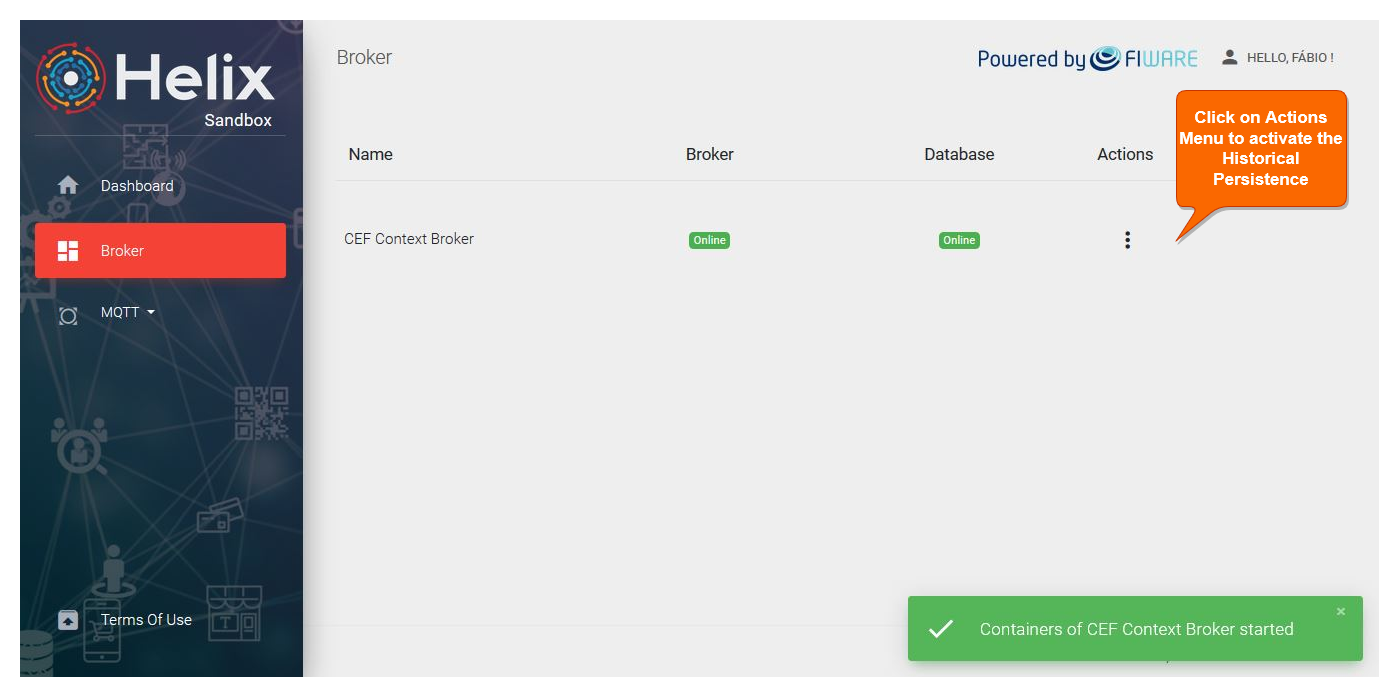 Helix
Sandbox
Dashboard
Broker
MQTT
Terms Of Use
Broker
Powered by FIWARE
HELLO, FÁBIO !
Click on Actions
Menu to activate the
Historical
Persistence
Name Broker Database Actions
CEF Context Broker Online Online
Containers of CEF Context Broker started
×